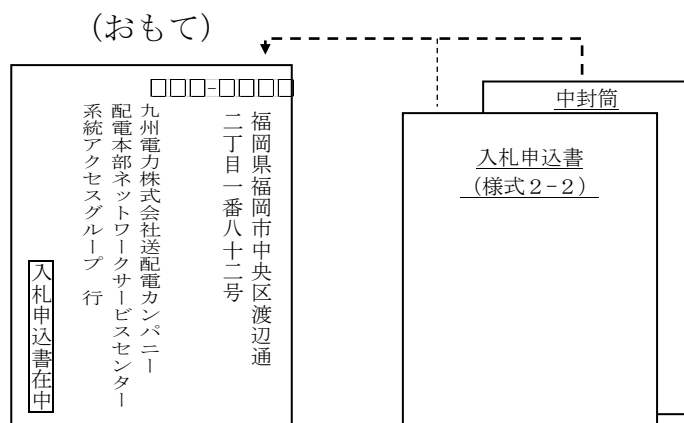 (おもて)
□□□-□□□□
福岡県福岡市中央区渡辺通
二丁目一番八十二号
九州電力株式会社送配電カンパニー
配電本部ネットワークサービスセンター
系統アクセスグループ 行
入札申込書在中
中封筒
入札申込書
(様式2-2)